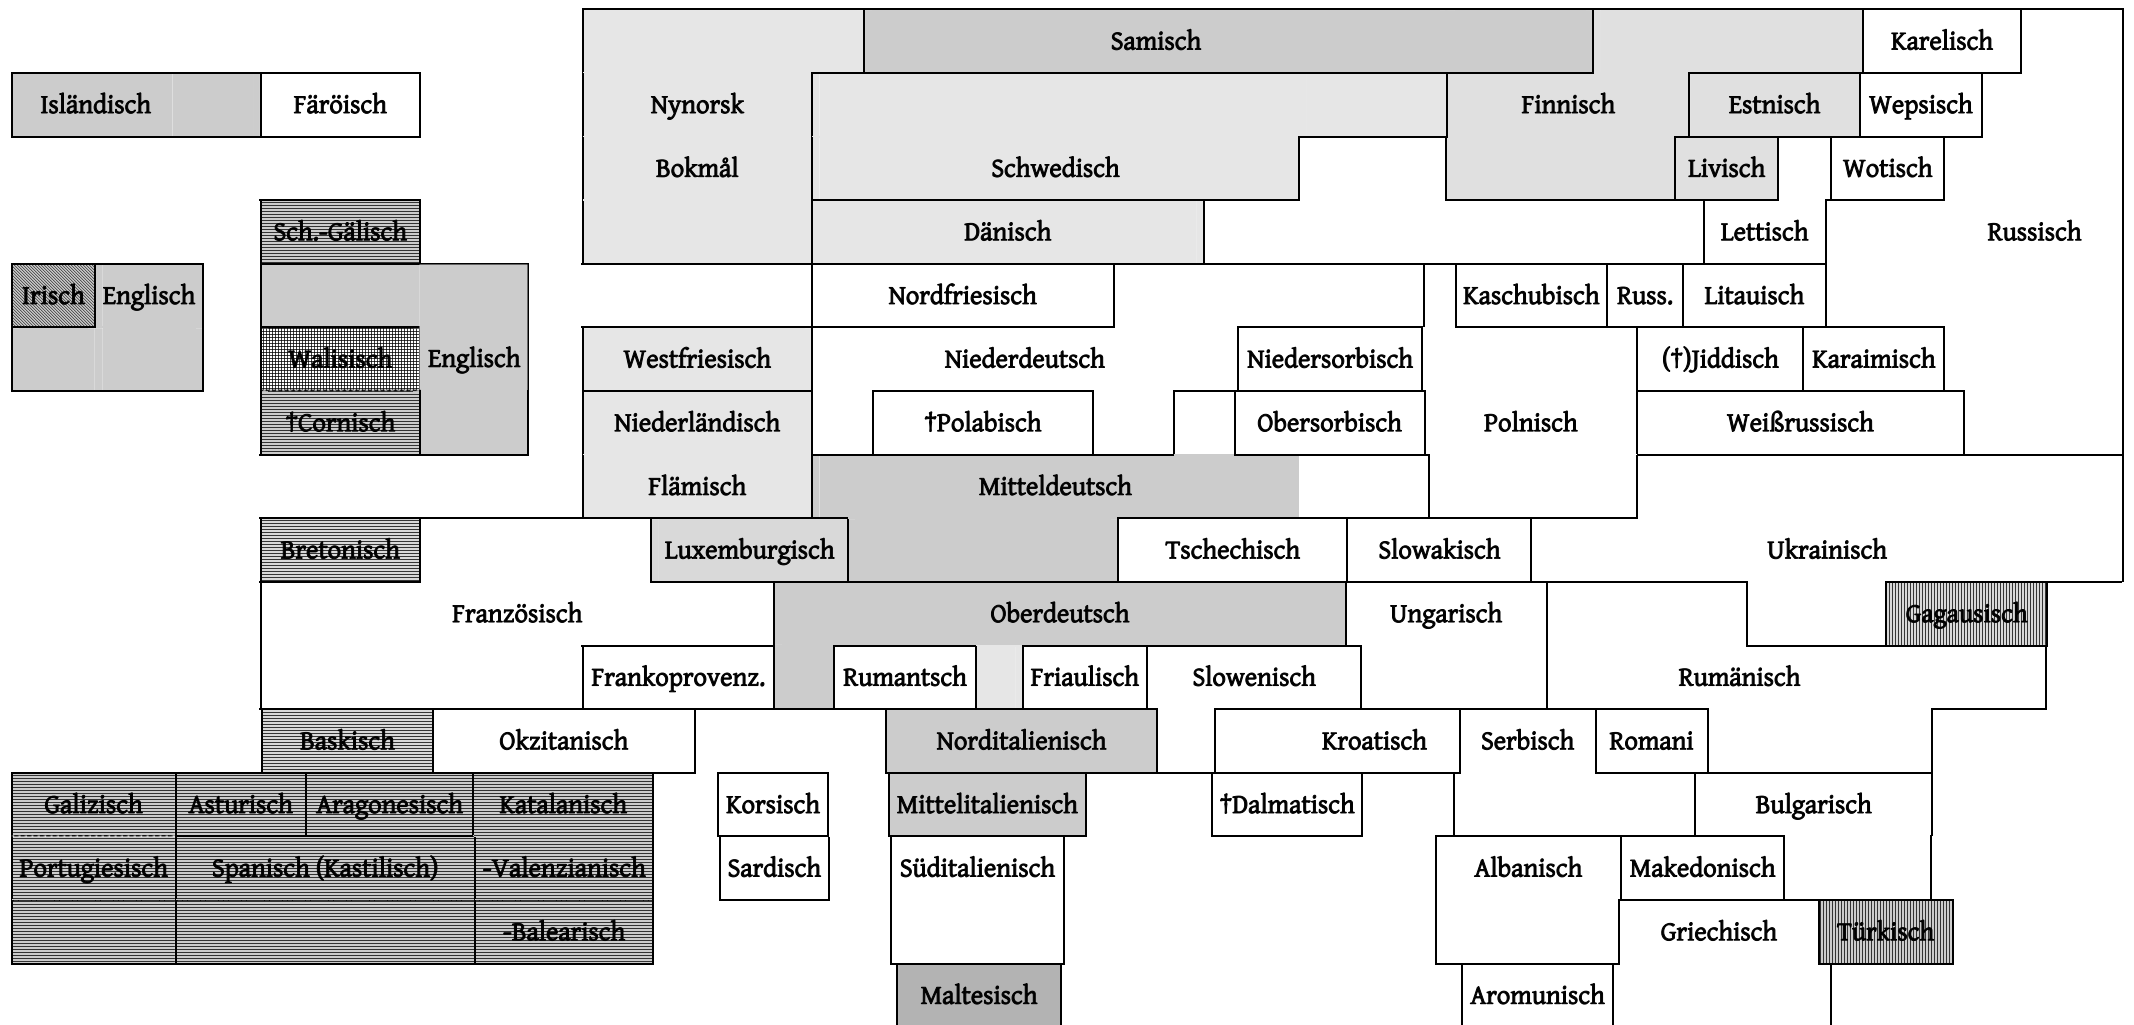 Samisch Karelisch
Isländisch Färöisch Nynorsk Finnisch Estnisch Wepsisch
Bokmål Schwedisch Livisch Wotisch
Sch.-Gälisch Dänisch Lettisch Russisch
Irisch Englisch Nordfriesisch Kaschubisch Russ. Litauisch
Walisisch Englisch Westfriesisch Niederdeutsch Niedersorbisch (†)Jiddisch Karaimisch
†Cornisch Niederländisch †Polabisch Obersorbisch Polnisch Weißrussisch
Flämisch Mitteldeutsch
Bretonisch Luxemburgisch Tschechisch Slowakisch Ukrainisch
Französisch Oberdeutsch Ungarisch Gagausisch
Frankoprovenz. Rumantsch Friaulisch Slowenisch Rumänisch
Baskisch Okzitanisch Norditalienisch Kroatisch Serbisch Romani
Galizisch Asturisch Aragonesisch Katalanisch Korsisch Mittelitalienisch †Dalmatisch Bulgarisch
Portugiesisch Spanisch (Kastilisch) -Valenzianisch Sardisch Süditalienisch Albanisch Makedonisch
-Balearisch Griechisch Türkisch
Maltesisch Aromunisch